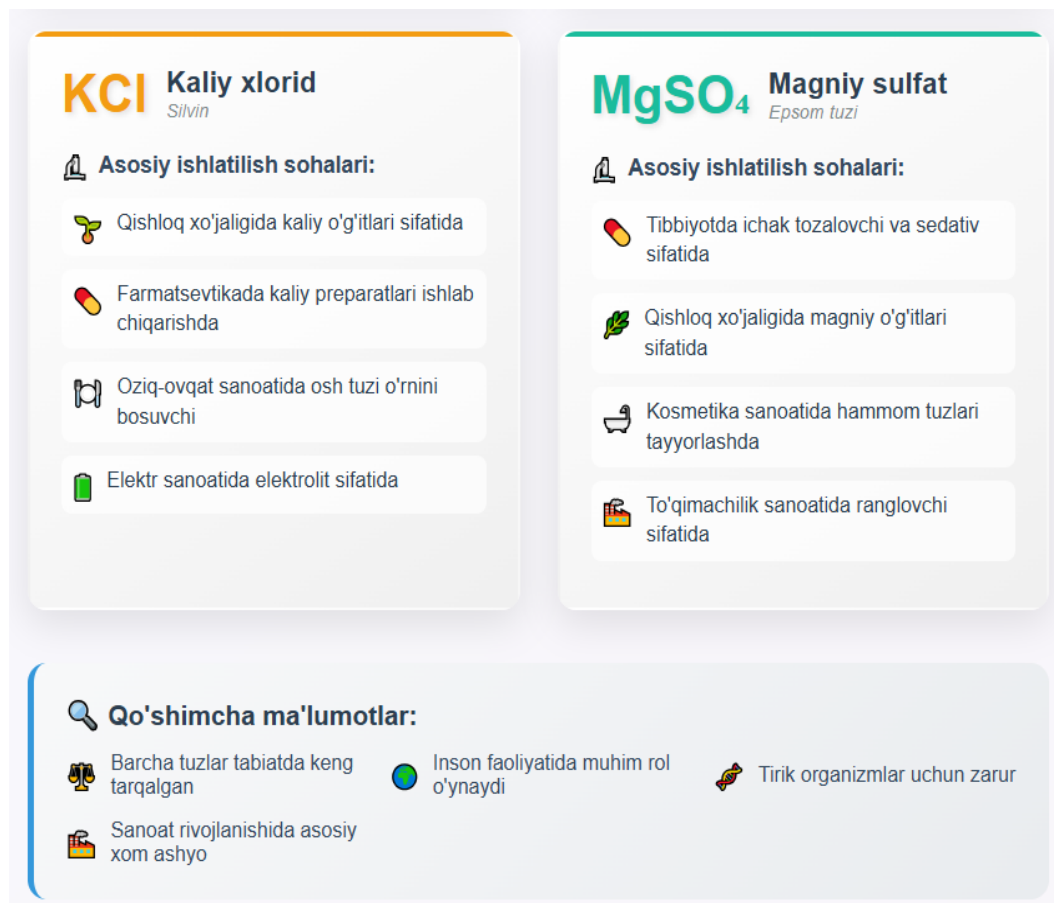 KCl
Kaliy xlorid
Silvin
Asosiy ishlatilish sohalari:
Qishloq xo'jaligida kaliy o'g'itlari sifatida
Farmatsevtikada kaliy preparatlari ishlab
chiqarishda
Oziq-ovqat sanoatida osh tuzi o'rnini
bosuvchi
Elektr sanoatida elektrolit sifatida
MgSO₄
Magniy sulfat
Epsom tuzi
Asosiy ishlatilish sohalari:
Tibbiyotda ichak tozalovchi va sedativ
sifatida
Qishloq xo'jaligida magniy o'g'itlari
sifatida
Kosmetika sanoatida hammom tuzlari
tayyorlashda
To'qimachilik sanoatida ranglovchi
sifatida
Qo'shimcha ma'lumotlar:
Barcha tuzlar tabiatda keng
tarqalgan
Inson faoliyatida muhim rol
o'ynaydi
Tirik organizmlar uchun zarur
Sanoat rivojlanishida asosiy
xom ashyo